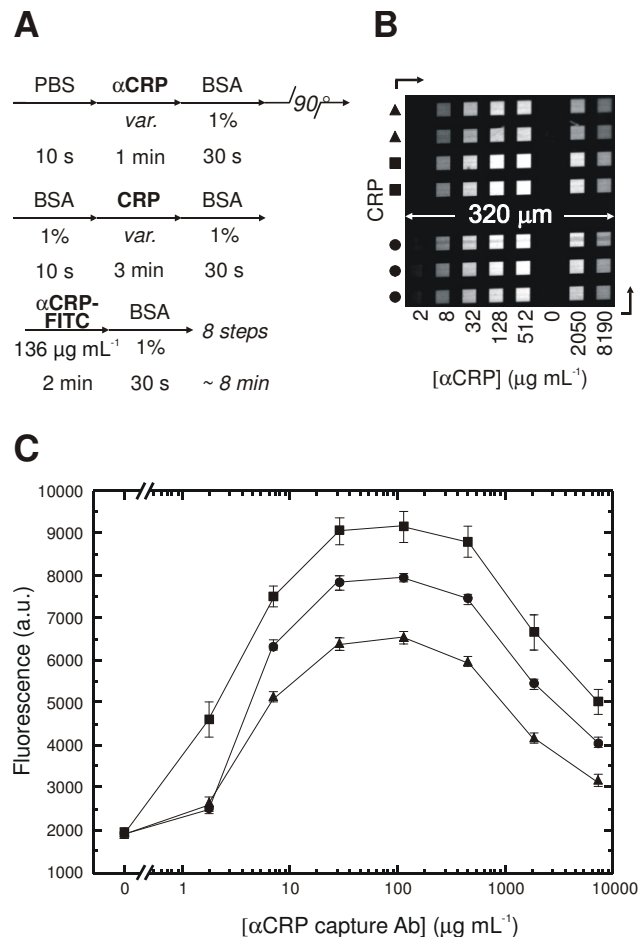 A
PBS αCRP BSA
90°
var. 1%
10 s 1 min 30 s
BSA CRP BSA
1% var. 1%
10 s 3 min 30 s
αCRP-
FITC BSA
8 steps
136 µg mL-1 1%
2 min 30 s ~ 8 min
B
CRP
320 µm
2 8 32 128 512 0 2050 8190
[αCRP] (µg mL-1)
C
Fluorescence (a.u.)
10000
9000
8000
7000
6000
5000
4000
3000
2000
1000
0 1 10 100 1000 10000
[αCRP capture Ab] (µg mL-1)